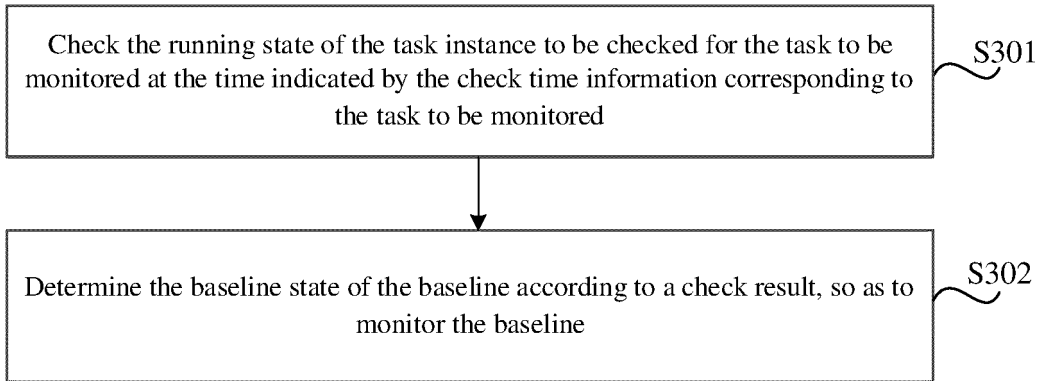 Check the running state of the task instance to be checked for the task to be
monitored at the time indicated by the check time information corresponding to
the task to be monitored
S301
Determine the baseline state of the baseline according to a check result, so as to
monitor the baseline
S302